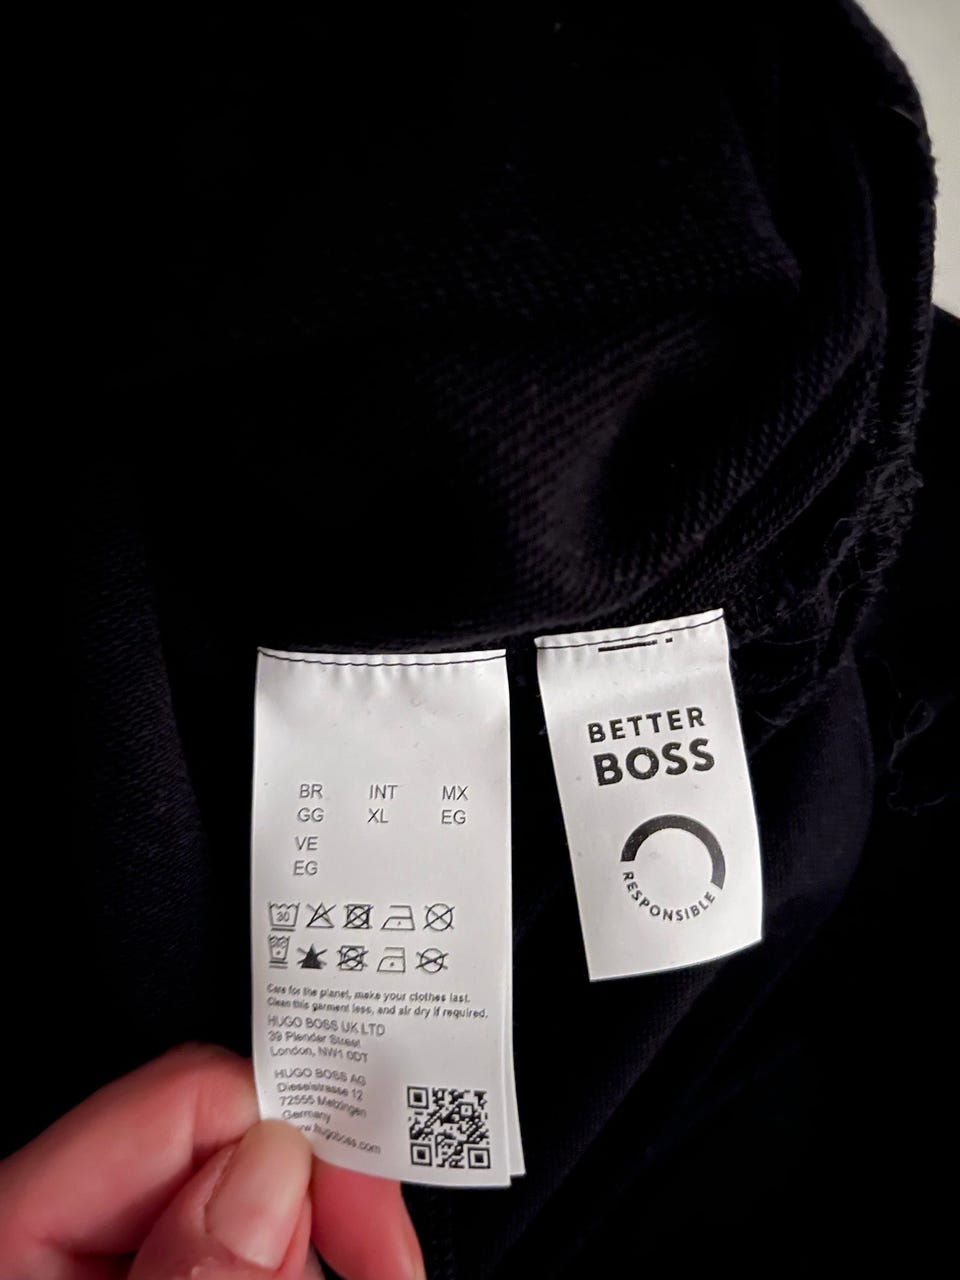 BR INT MX
GG XL EG
VE
EG
30
Care for the planet, make your clothes last.
Clean this garment less, and air dry if required.
HUGO BOSS UK LTD
39 Plender Street
London, NW1 0DT
HUGO BOSS AG
Dieselstrasse 12
72555 Metzingen
Germany
ww.hugoboss.com
BETTER
BOSS
RESPONSIBLE